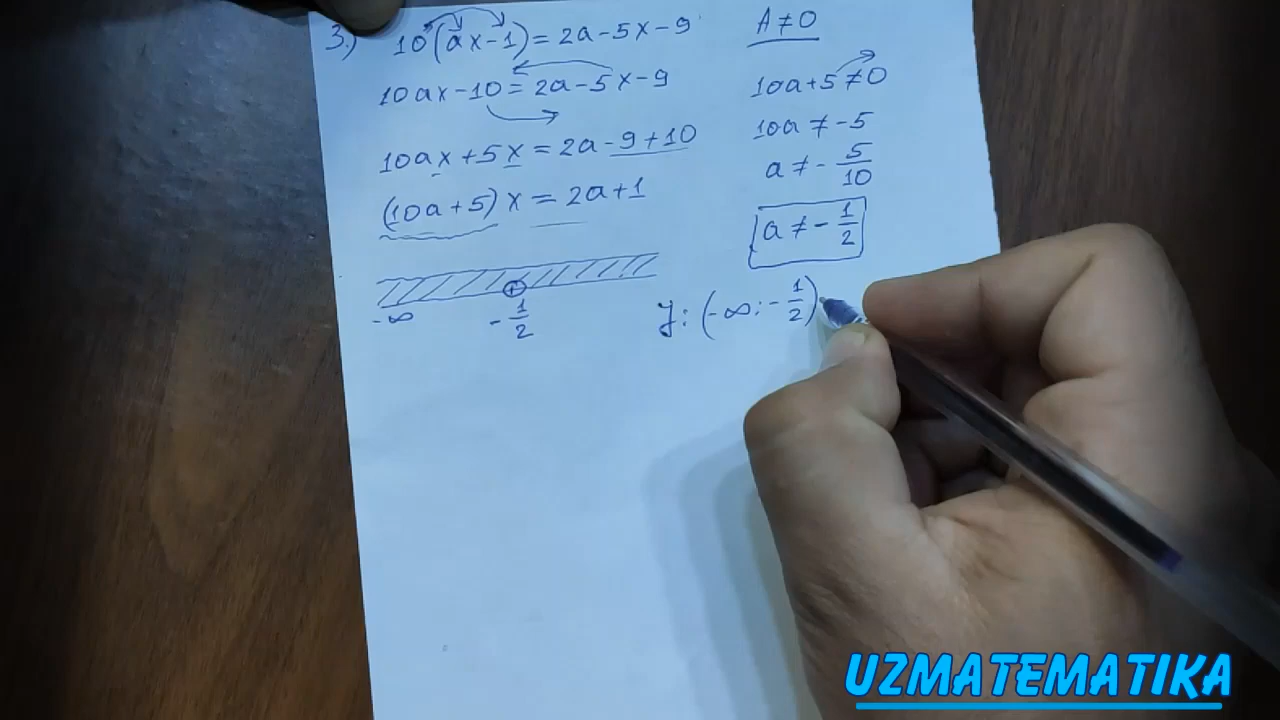 3.) 10(ax-1)=2a-5x-9
10ax-10=2a-5x-9
10ax+5x=2a-9+10
(10a+5)x=2a+1
A≠0
10a+5≠0
10a≠-5
a≠-5/10
a≠-1/2
-∞ -1/2
J: (-∞:-1/2)
UZMATEMATIKA